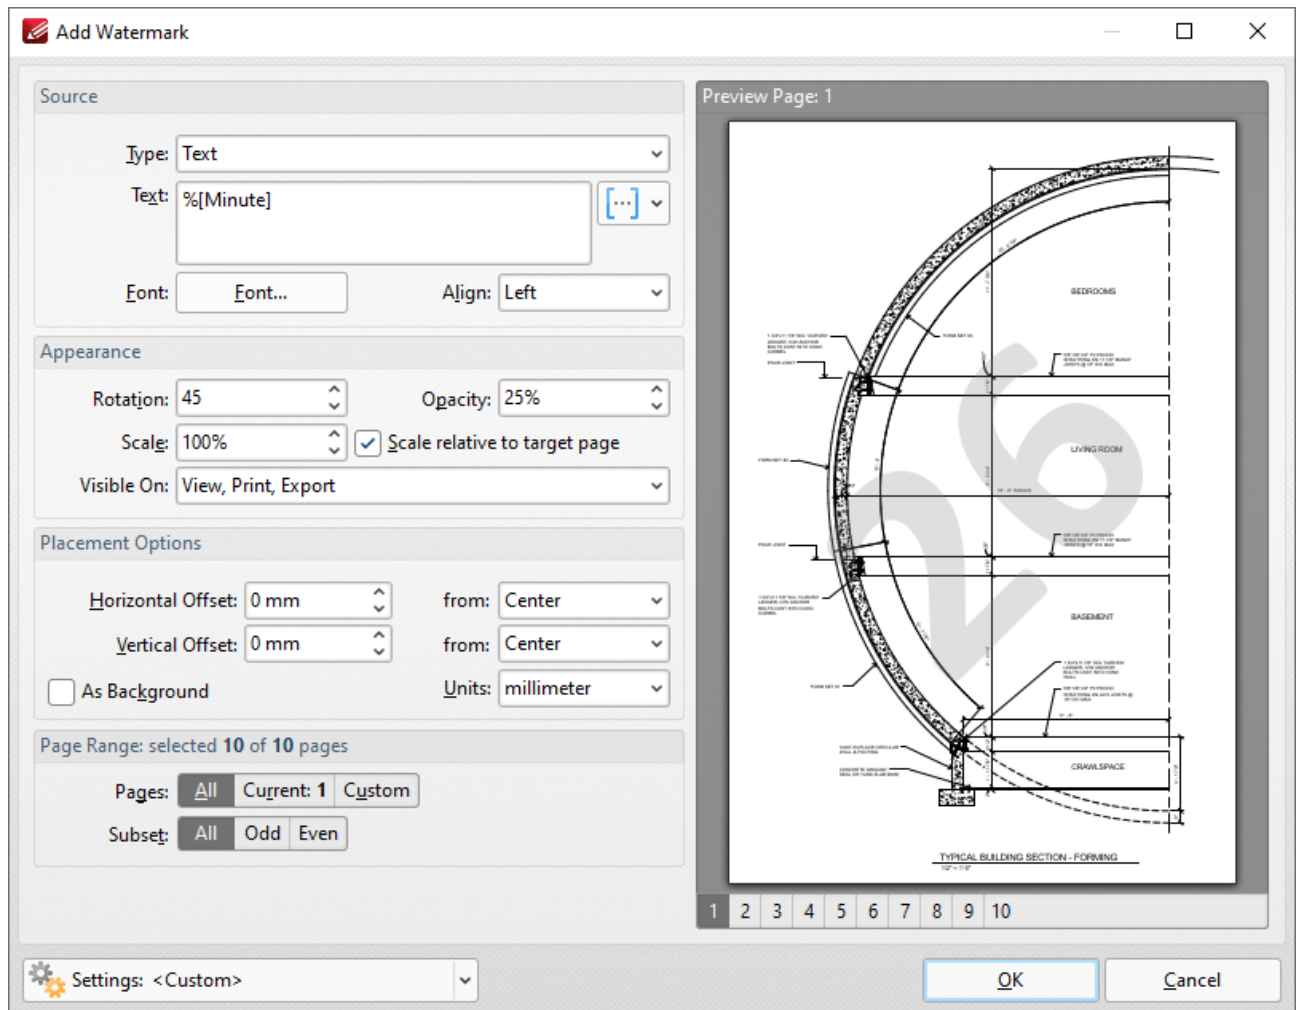 Add Watermark
Source
Type: Text
Text: %[Minute]
[...]
Font: Font... Align: Left
Appearance
Rotation: 45 Opacity: 25%
Scale: 100% Scale relative to target page
Visible On: View, Print, Export
Placement Options
Horizontal Offset: 0 mm from: Center
Vertical Offset: 0 mm from: Center
As Background Units: millimeter
Page Range: selected 10 of 10 pages
Pages: All Current: 1 Custom
Subset: All Odd Even
Preview Page: 1
BEDROOMS
LIVING ROOM
26
BASEMENT
CRAWLSPACE
TYPICAL BUILDING SECTION - FORMING
1/2" = 1'0"
1 2 3 4 5 6 7 8 9 10
Settings: <Custom>
OK Cancel